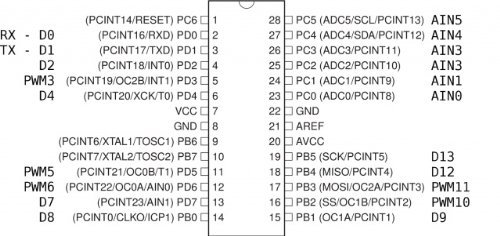 (PCINT14/RESET) PC6 1 28 PC5 (ADC5/SCL/PCINT13) AIN5
RX - D0 (PCINT16/RXD) PD0 2 27 PC4 (ADC4/SDA/PCINT12) AIN4
TX - D1 (PCINT17/TXD) PD1 3 26 PC3 (ADC3/PCINT11) AIN3
D2 (PCINT18/INT0) PD2 4 25 PC2 (ADC2/PCINT10) AIN3
PWM3 (PCINT19/OC2B/INT1) PD3 5 24 PC1 (ADC1/PCINT9) AIN1
D4 (PCINT20/XCK/T0) PD4 6 23 PC0 (ADC0/PCINT8) AIN0
VCC 7 22 GND
GND 8 21 AREF
(PCINT6/XTAL1/TOSC1) PB6 9 20 AVCC
(PCINT7/XTAL2/TOSC2) PB7 10 19 PB5 (SCK/PCINT5) D13
PWM5 (PCINT21/OC0B/T1) PD5 11 18 PB4 (MISO/PCINT4) D12
PWM6 (PCINT22/OC0A/AIN0) PD6 12 17 PB3 (MOSI/OC2A/PCINT3) PWM11
D7 (PCINT23/AIN1) PD7 13 16 PB2 (SS/OC1B/PCINT2) PWM10
D8 (PCINT0/CLKO/ICP1) PB0 14 15 PB1 (OC1A/PCINT1) D9